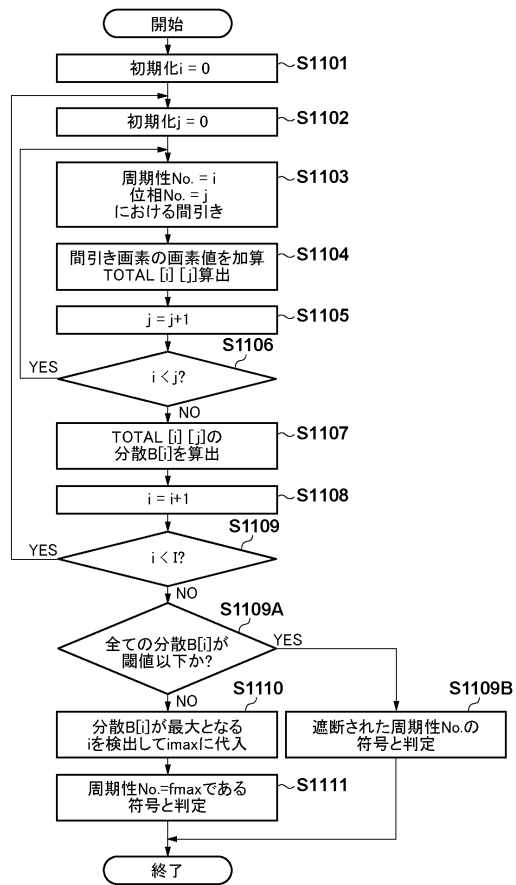 開始
初期化i = 0
S1101
初期化j = 0
S1102
周期性No. = i
位相No. = j
における間引き
S1103
間引き画素の画素値を加算
TOTAL [i] [j]算出
S1104
j = j+1
S1105
S1106
i < j?
YES
NO
TOTAL [i] [j]の
分散B[i]を算出
S1107
i = i+1
S1108
S1109
i < I?
YES
NO
S1109A
全ての分散B[i]が
閾値以下か?
YES
NO
S1110
分散B[i]が最大となる
iを検出してimaxに代入
S1109B
遮断された周期性No.の
符号と判定
周期性No.=fmaxである
符号と判定
S1111
終了